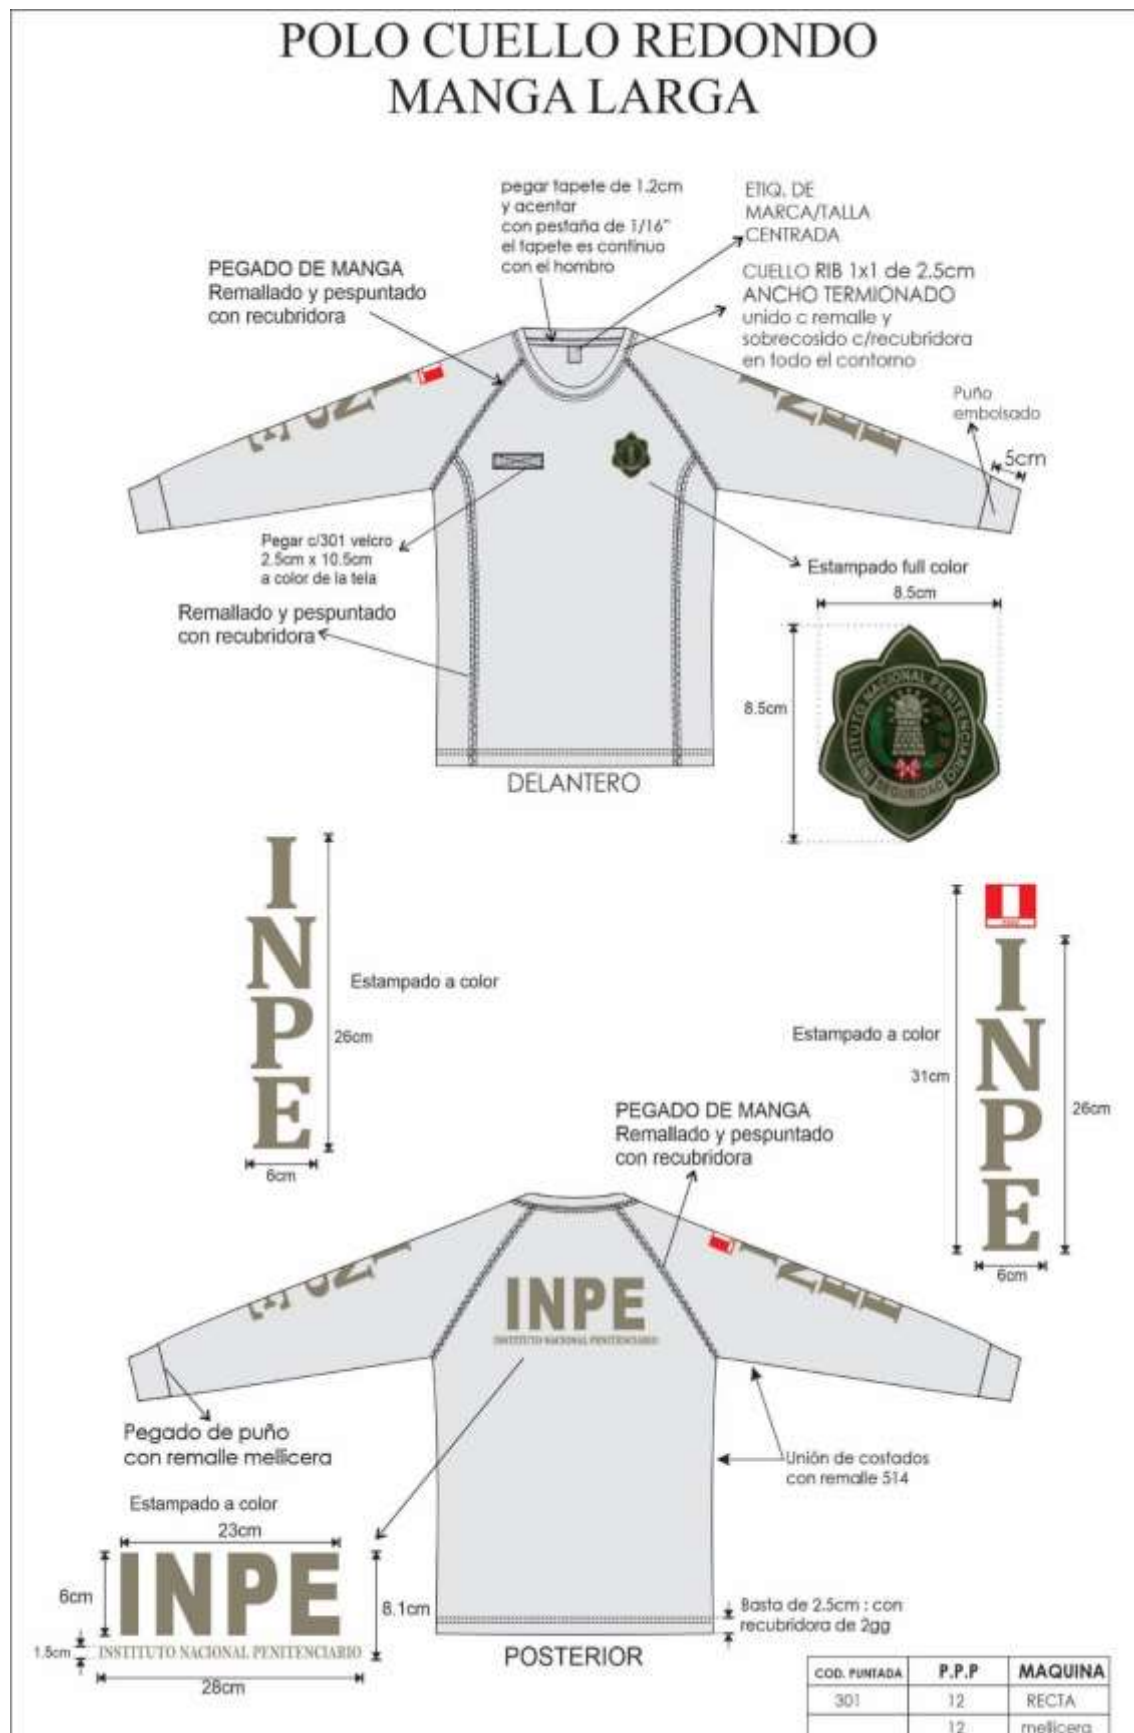 POLO CUELLO REDONDO
MANGA LARGA
pegar tapete de 1.2cm
y acentar
con pestaña de 1/16"
el tapete es continuo
con el hombro
ETIQ. DE
MARCA/TALLA
CENTRADA
PEGADO DE MANGA
Remallado y pespuntado
con recubridora
CUELLO RIB 1x1 de 2.5cm
ANCHO TERMIONADO
unido c remalle y
sobrecosido c/recubridora
en todo el contorno
Puño
embolsado
5cm
Pegar c/301 velcro
2.5cm x 10.5cm
a color de la tela
Remallado y pespuntado
con recubridora
Estampado full color
8.5cm
8.5cm
INSTITUTO NACIONAL PENITENCIARIO
SEGURIDAD
DELANTERO
I
N
P
E
Estampado a color
26cm
6cm
I
N
P
E
Estampado a color
31cm
26cm
6cm
PEGADO DE MANGA
Remallado y pespuntado
con recubridora
INPE
INSTITUTO NACIONAL PENITENCIARIO
Pegado de puño
con remalle mellicera
Unión de costados
con remalle 514
Estampado a color
23cm
INPE
6cm
8.1cm
1.5cm
INSTITUTO NACIONAL PENITENCIARIO
28cm
Basta de 2.5cm : con
recubridora de 2gg
POSTERIOR
COD. PUNTADA P.P.P MAQUINA
301 12 RECTA
12 mellicera